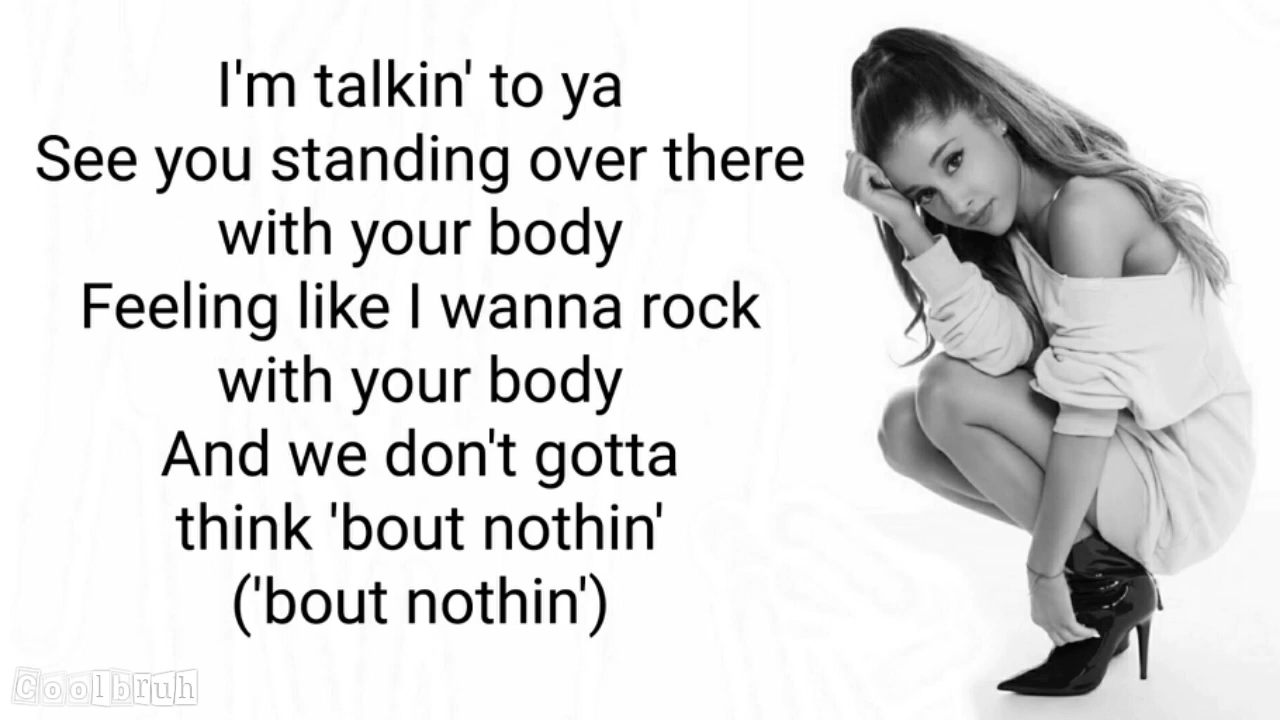 I'm talkin' to ya
See you standing over there
with your body
Feeling like I wanna rock
with your body
And we don't gotta
think 'bout nothin'
('bout nothin')
Coolbruh